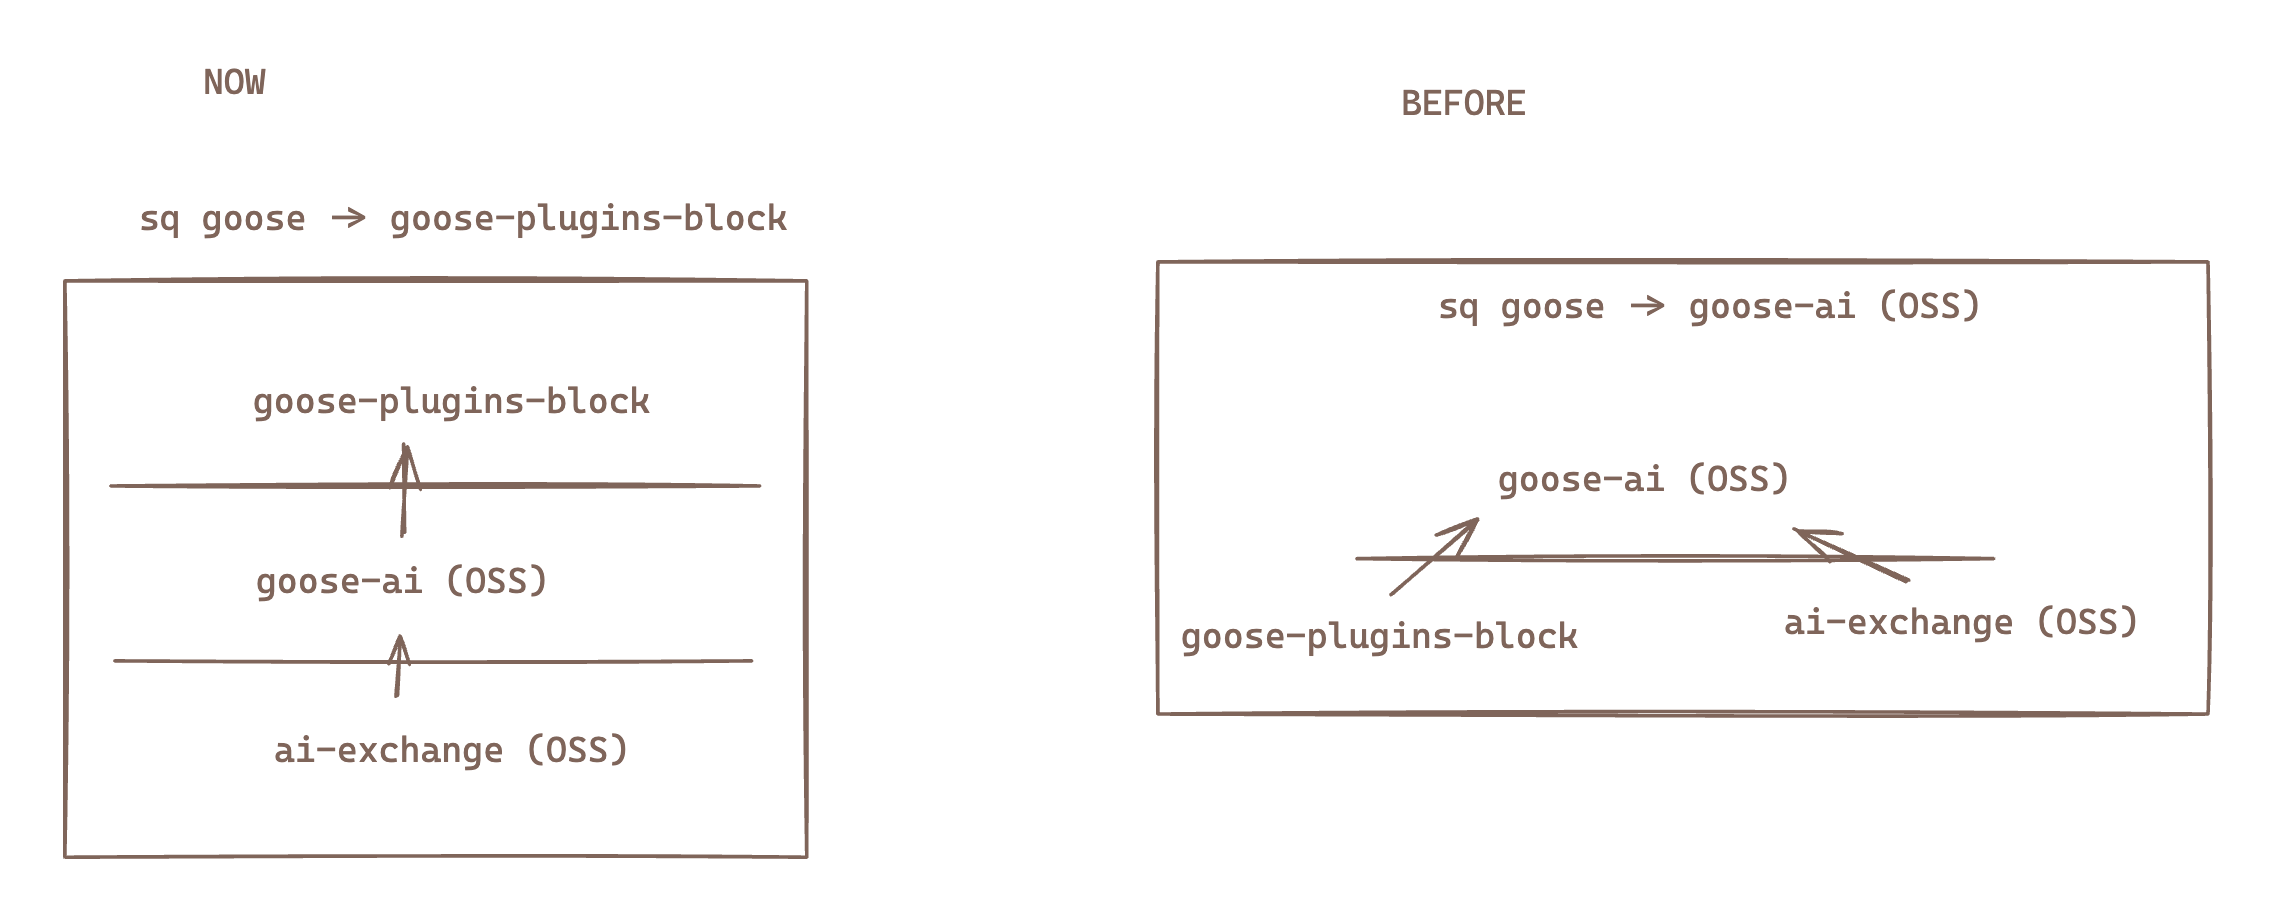 NOW
sq goose → goose-plugins-block
goose-plugins-block
goose-ai (OSS)
ai-exchange (OSS)
BEFORE
sq goose → goose-ai (OSS)
goose-ai (OSS)
goose-plugins-block
ai-exchange (OSS)